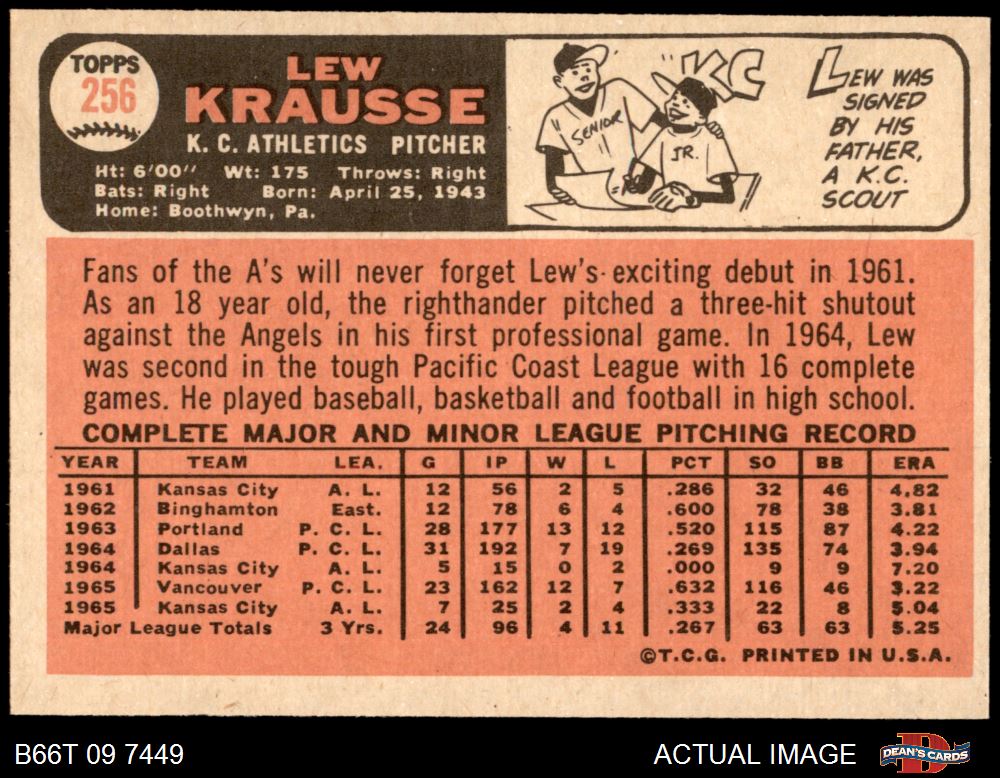 TOPPS
256
LEW
KRAUSSE
K. C. ATHLETICS PITCHER
Ht: 6'00" Wt: 175 Throws: Right
Bats: Right Born: April 25, 1943
Home: Boothwyn, Pa.
KC
SENIOR
JR.
LEW WAS
SIGNED
BY HIS
FATHER,
A K.C.
SCOUT
Fans of the A's will never forget Lew's exciting debut in 1961.
As an 18 year old, the righthander pitched a three-hit shutout
against the Angels in his first professional game. In 1964, Lew
was second in the tough Pacific Coast League with 16 complete
games. He played baseball, basketball and football in high school.
COMPLETE MAJOR AND MINOR LEAGUE PITCHING RECORD
YEAR TEAM LEA. G IP W L PCT SO BB ERA
1961 Kansas City A. L. 12 56 2 5 .286 32 46 4.82
1962 Binghamton East. 12 78 6 4 .600 78 38 3.81
1963 Portland P. C. L. 28 177 13 12 .520 115 87 4.22
1964 Dallas P. C. L. 31 192 7 19 .269 135 74 3.94
1964 Kansas City A. L. 5 15 0 2 .000 9 9 7.20
1965 Vancouver P. C. L. 23 162 12 7 .632 116 46 3.22
1965 Kansas City A. L. 7 25 2 4 .333 22 8 5.04
Major League Totals 3 Yrs. 24 96 4 11 .267 63 63 5.25
©T.C.G. PRINTED IN U.S.A.
B66T 09 7449
ACTUAL IMAGE
DEAN'S CARDS